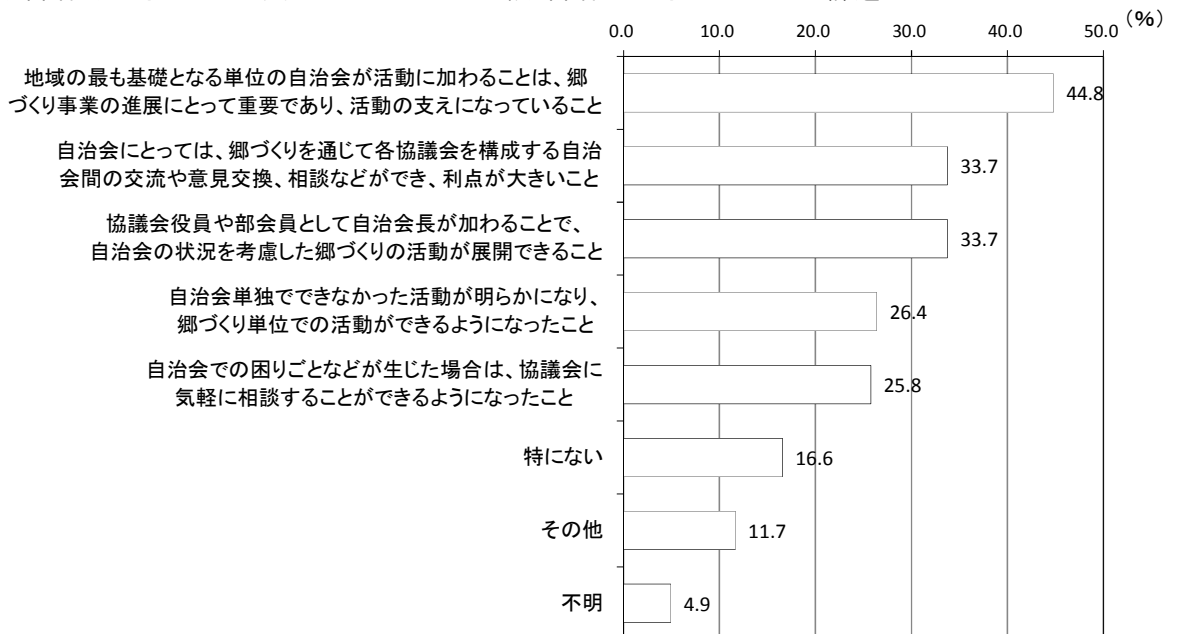 (%)
0.0 10.0 20.0 30.0 40.0 50.0
地域の最も基礎となる単位の自治会が活動に加わることは、郷
づくり事業の進展にとって重要であり、活動の支えになっていること
44.8
自治会にとっては、郷づくりを通じて各協議会を構成する自治
会間の交流や意見交換、相談などができ、利点が大きいこと
33.7
協議会役員や部会員として自治会長が加わることで、
自治会の状況を考慮した郷づくりの活動が展開できること
33.7
自治会単独でできなかった活動が明らかになり、
郷づくり単位での活動ができるようになったこと
26.4
自治会での困りごとなどが生じた場合は、協議会に
気軽に相談することができるようになったこと
25.8
特にない
16.6
その他
11.7
不明
4.9